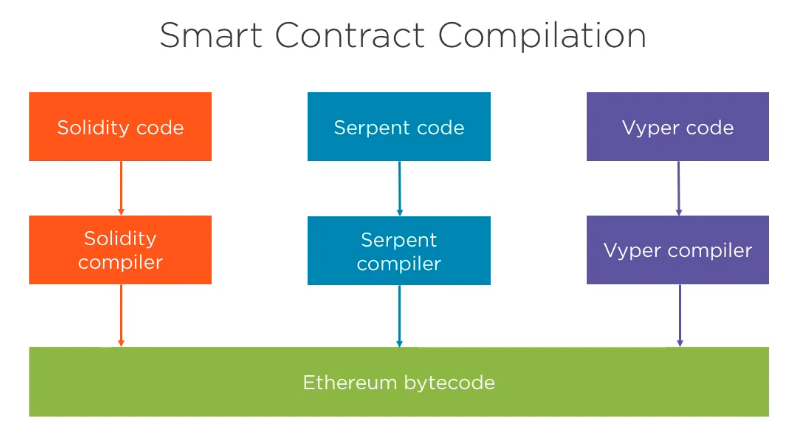 Smart Contract Compilation
Solidity code
Serpent code
Vyper code
Solidity
compiler
Serpent
compiler
Vyper compiler
Ethereum bytecode